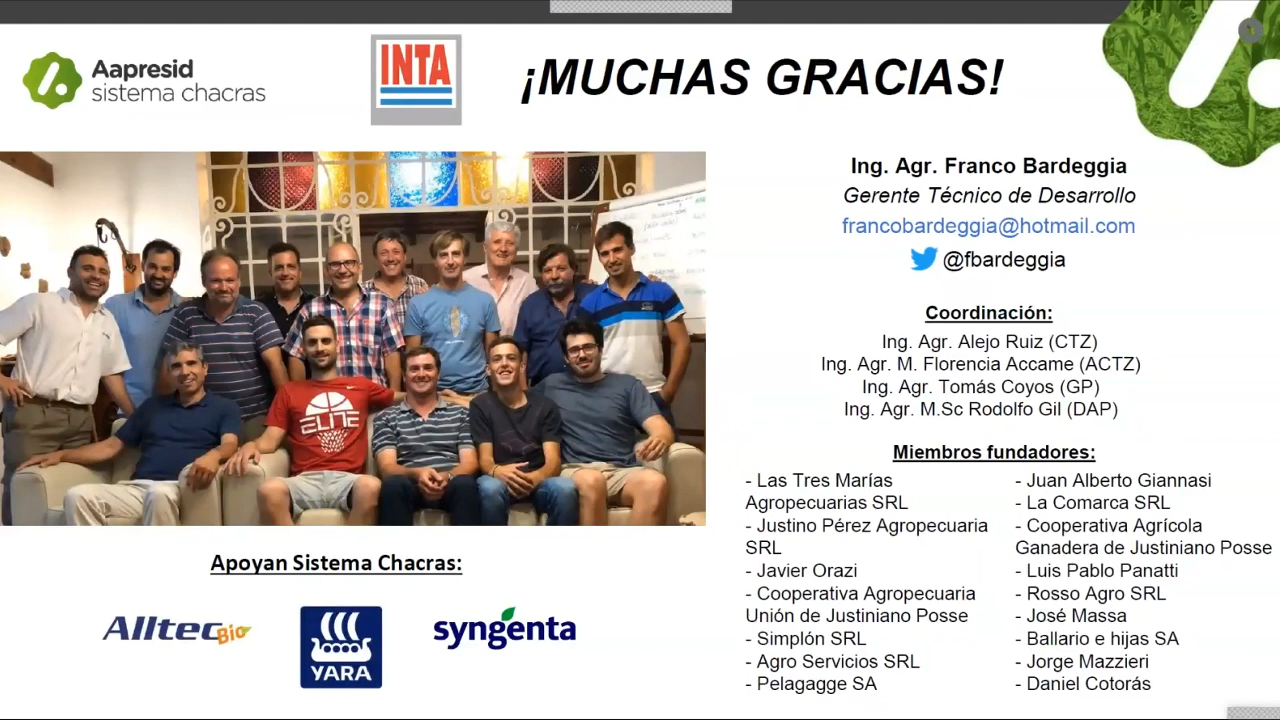 Aapresid
sistema chacras
INTA
¡MUCHAS GRACIAS!
Ing. Agr. Franco Bardeggia
Gerente Técnico de Desarrollo
francobardeggia@hotmail.com
@fbardeggia
Coordinación:
Ing. Agr. Alejo Ruiz (CTZ)
Ing. Agr. M. Florencia Accame (ACTZ)
Ing. Agr. Tomás Coyos (GP)
Ing. Agr. M.Sc Rodolfo Gil (DAP)
Miembros fundadores:
- Las Tres Marías
Agropecuarias SRL
- Justino Pérez Agropecuaria
SRL
- Javier Orazi
- Cooperativa Agropecuaria
Unión de Justiniano Posse
- Simplón SRL
- Agro Servicios SRL
- Pelagagge SA
- Juan Alberto Giannasi
- La Comarca SRL
- Cooperativa Agrícola
Ganadera de Justiniano Posse
- Luis Pablo Panatti
- Rosso Agro SRL
- José Massa
- Ballario e hijas SA
- Jorge Mazzieri
- Daniel Cotorás
ELITE
Apoyan Sistema Chacras:
Alltec Bio
YARA
syngenta